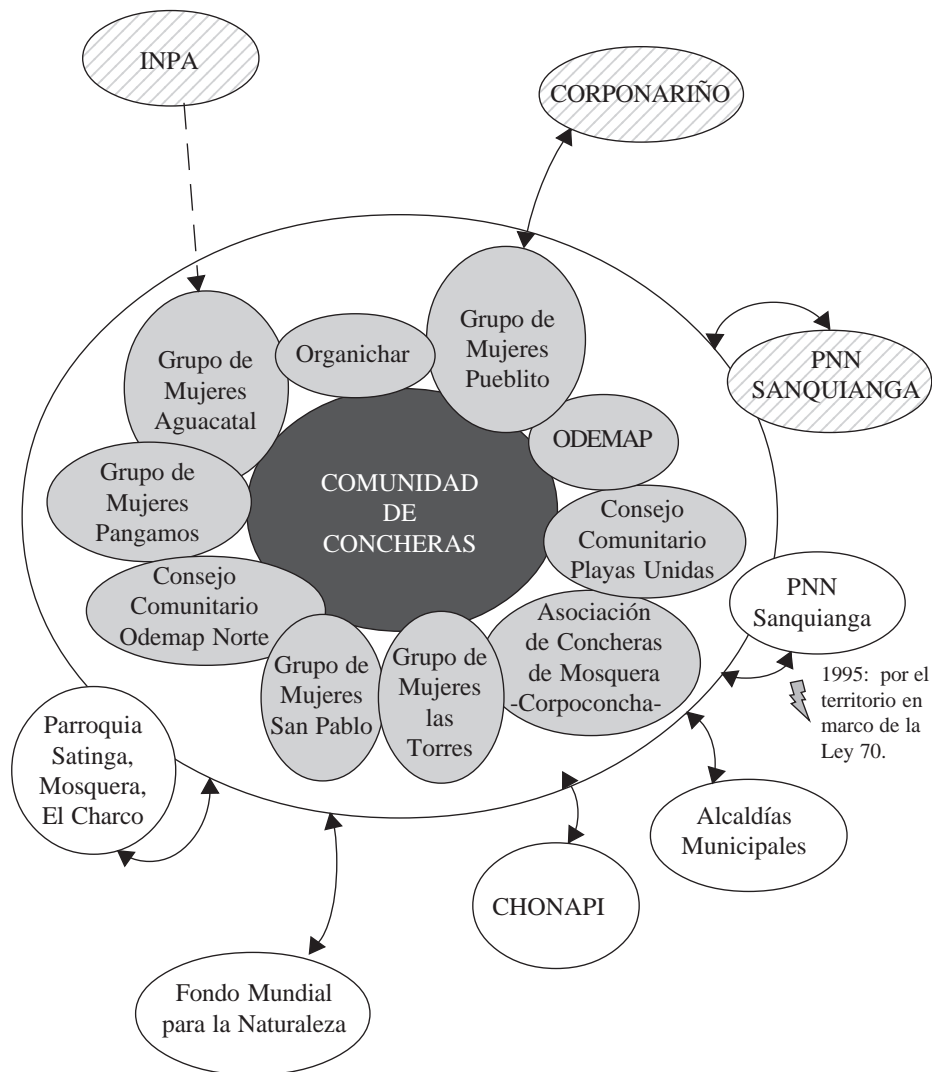 INPA
CORPONARIÑO
Grupo de
Mujeres
Pueblito
Organichar
Grupo de
Mujeres
Aguacatal
PNN
SANQUIANGA
ODEMAP
Grupo de
Mujeres
Pangamos
COMUNIDAD
DE
CONCHERAS
Consejo
Comunitario
Playas Unidas
Consejo
Comunitario
Odemap Norte
PNN
Sanquianga
Asociación
de Concheras
de Mosquera
-Corpoconcha-
Grupo de
Mujeres
San Pablo
Grupo de
Mujeres
las
Torres
1995: por el
territorio en
marco de la
Ley 70.
Parroquia
Satinga,
Mosquera,
El Charco
Alcaldías
Municipales
CHONAPI
Fondo Mundial
para la Naturaleza